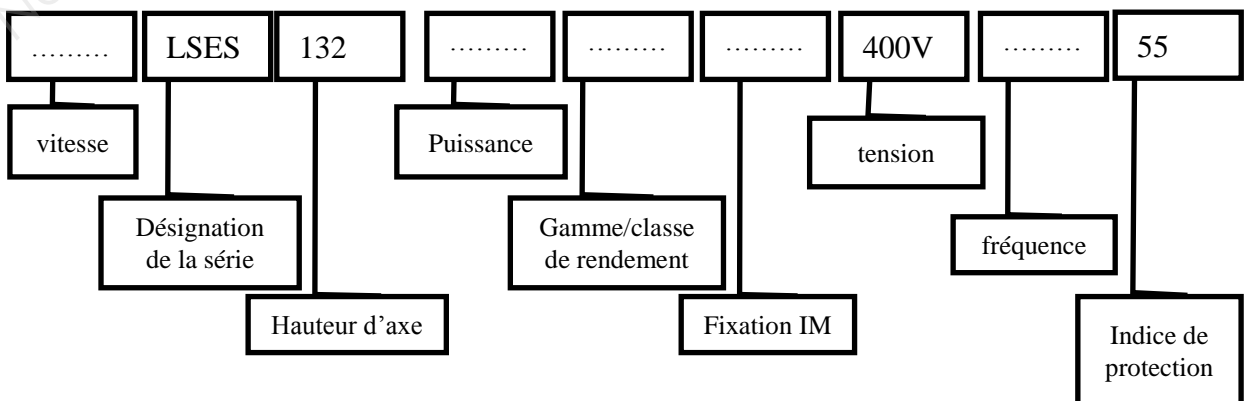 ……… LSES 132 ……… ……… ……… 400V ……… 55
vitesse
Puissance
tension
Désignation
de la série
Gamme/classe
de rendement
fréquence
Hauteur d’axe
Fixation IM
Indice de
protection